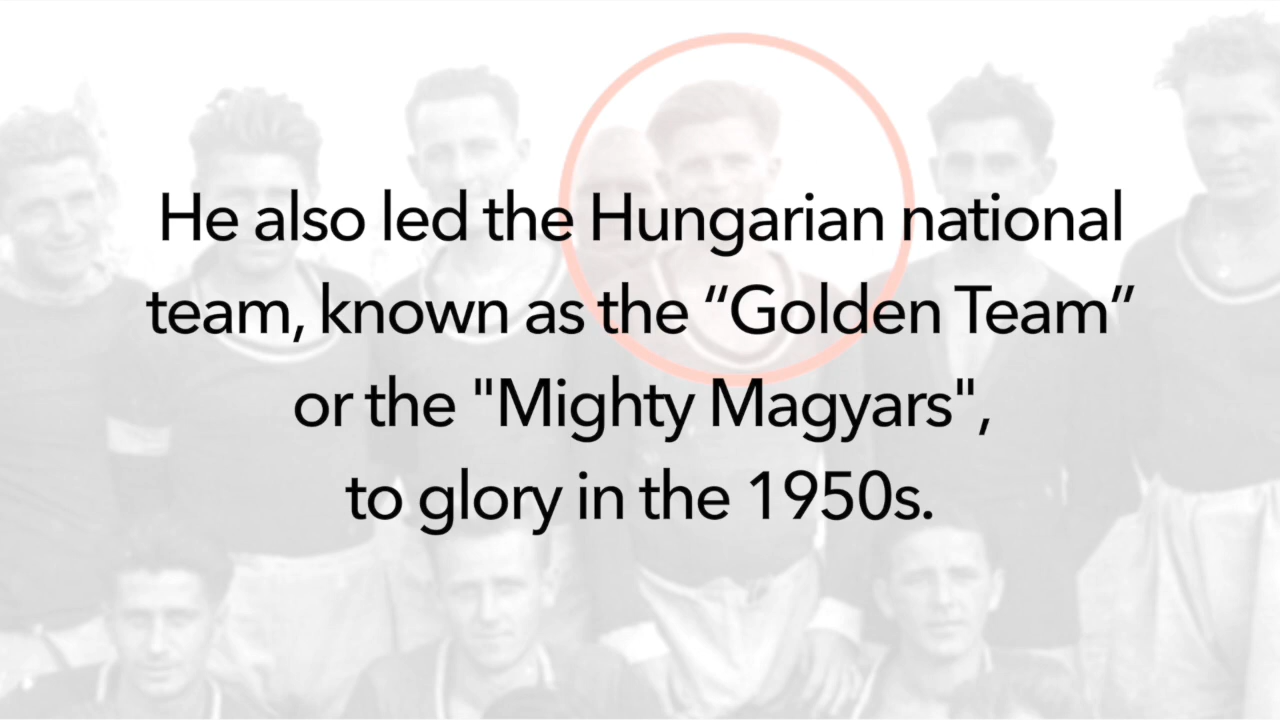 He also led the Hungarian national
team, known as the “Golden Team”
or the "Mighty Magyars",
to glory in the 1950s.